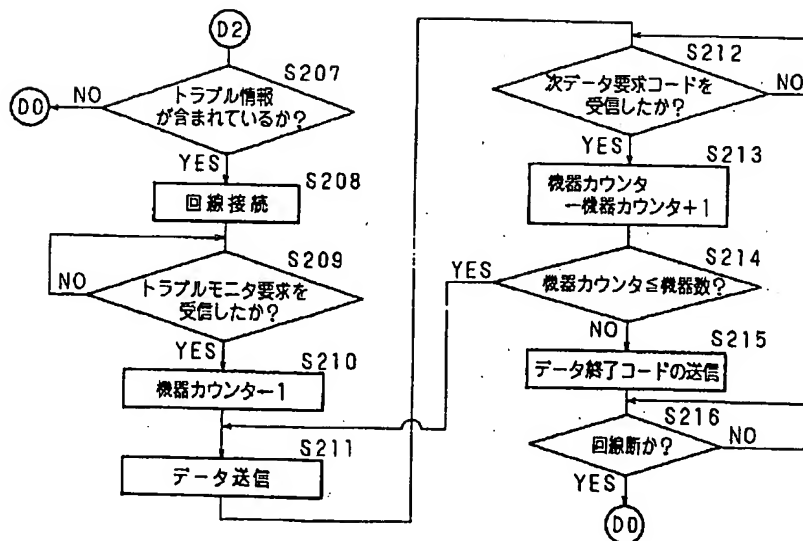 D2
S207
トラブル情報
が含まれているか?
NO
D0
YES
S208
回線接続
S209
トラブルモニタ要求を
受信したか?
NO
YES
S210
機器カウンタ←1
S211
データ送信
S212
次データ要求コードを
受信したか?
NO
YES
S213
機器カウンタ
←機器カウンタ+1
S214
機器カウンタ≦機器数?
YES
NO
S215
データ終了コードの送信
S216
回線断か?
NO
YES
D0